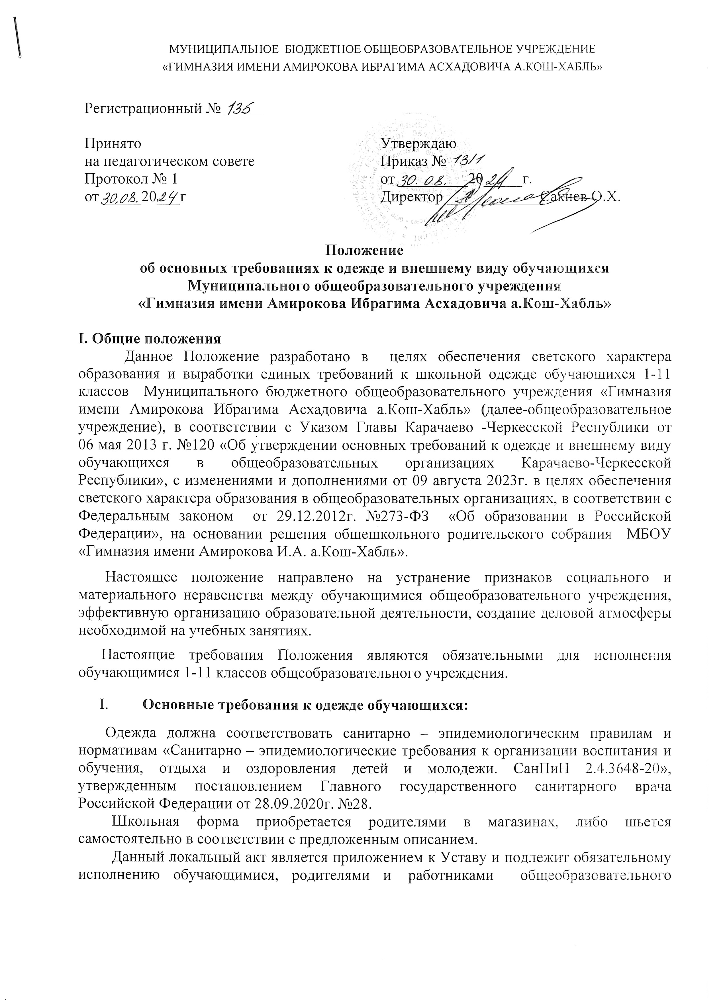 МУНИЦИПАЛЬНОЕ БЮДЖЕТНОЕ ОБЩЕОБРАЗОВАТЕЛЬНОЕ УЧРЕЖДЕНИЕ
«ГИМНАЗИЯ ИМЕНИ АМИРОКОВА ИБРАГИМА АСХАДОВИЧА А.КОШ-ХАБЛЬ»
Регистрационный №
Принято
на педагогическом совете
Протокол № 1
от 30.08.2024г
Утверждаю
Приказ № 13/1
от 30. 08. 2024 г.
Директор Сакиев О.Х.
Положение
об основных требованиях к одежде и внешнему виду обучающихся
Муниципального общеобразовательного учреждения
«Гимназия имени Амирокова Ибрагима Асхадовича а.Кош-Хабль»
I. Общие положения
Данное Положение разработано в целях обеспечения светского характера
образования и выработки единых требований к школьной одежде обучающихся 1-11
классов Муниципального бюджетного общеобразовательного учреждения «Гимназия
имени Амирокова Ибрагима Асхадовича а.Кош-Хабль» (далее-общеобразовательное
учреждение), в соответствии с Указом Главы Карачаево -Черкесской Республики от
06 мая 2013 г. №120 «Об утверждении основных требований к одежде и внешнему виду
обучающихся в общеобразовательных организациях Карачаево-Черкесской
Республики», с изменениями и дополнениями от 09 августа 2023г. в целях обеспечения
светского характера образования в общеобразовательных организациях, в соответствии с
Федеральным законом от 29.12.2012г. №273-ФЗ «Об образовании в Российской
Федерации», на основании решения общешкольного родительского собрания МБОУ
«Гимназия имени Амирокова И.А. а.Кош-Хабль».
Настоящее положение направлено на устранение признаков социального и
материального неравенства между обучающимися общеобразовательного учреждения,
эффективную организацию образовательной деятельности, создание деловой атмосферы
необходимой на учебных занятиях.
Настоящие требования Положения являются обязательными для исполнения
обучающимися 1-11 классов общеобразовательного учреждения.
I. Основные требования к одежде обучающихся:
Одежда должна соответствовать санитарно – эпидемиологическим правилам и
нормативам «Санитарно – эпидемиологические требования к организации воспитания и
обучения, отдыха и оздоровления детей и молодежи. СанПиН 2.4.3648-20»,
утвержденным постановлением Главного государственного санитарного врача
Российской Федерации от 28.09.2020г. №28.
Школьная форма приобретается родителями в магазинах, либо шьется
самостоятельно в соответствии с предложенным описанием.
Данный локальный акт является приложением к Уставу и подлежит обязательному
исполнению обучающимися, родителями и работниками общеобразовательного